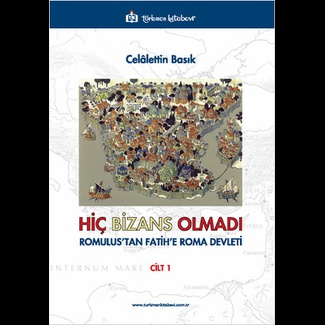 türkmen kitabevi
Celâlettin Basık
HİÇ BİZANS OLMADI
ROMULUS'TAN FATİH'E ROMA DEVLETİ
INTERNUM MARE
CİLT 1
www.turkmenkitabevi.com.tr